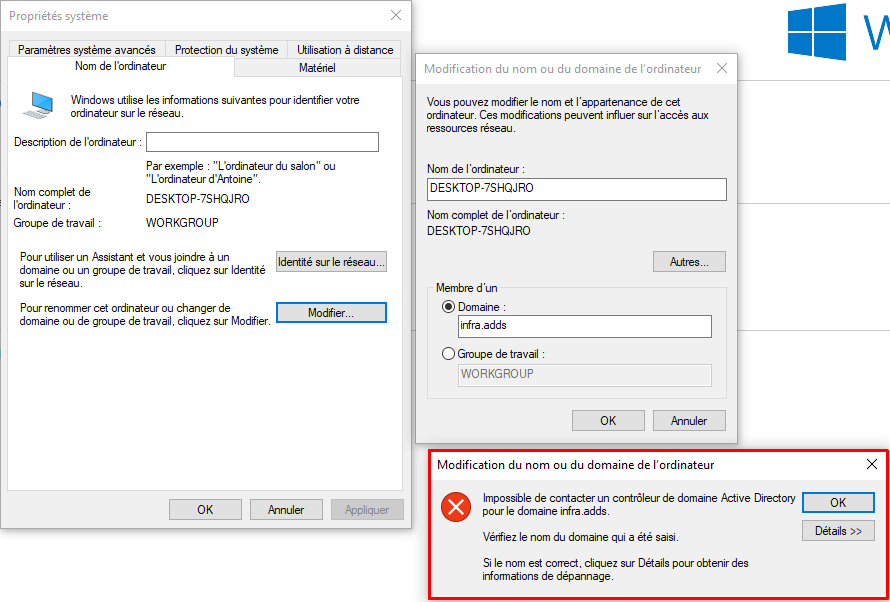 Propriétés système
Paramètres système avancés
Protection du système
Utilisation à distance
Nom de l'ordinateur
Matériel
Windows utilise les informations suivantes pour identifier votre
ordinateur sur le réseau.
Description de l'ordinateur :
Par exemple : "L'ordinateur du salon" ou
"L'ordinateur d'Antoine".
Nom complet de
l'ordinateur :
DESKTOP-7SHQJRO
Groupe de travail :
WORKGROUP
Pour utiliser un Assistant et vous joindre à un
domaine ou un groupe de travail, cliquez sur Identité
sur le réseau.
Identité sur le réseau...
Pour renommer cet ordinateur ou changer de
domaine ou de groupe de travail, cliquez sur Modifier.
Modifier...
OK
Annuler
Appliquer
Modification du nom ou du domaine de l'ordinateur
Vous pouvez modifier le nom et l'appartenance de cet
ordinateur. Ces modifications peuvent influer sur l'accès aux
ressources réseau.
Nom de l'ordinateur :
DESKTOP-7SHQJRO
Nom complet de l'ordinateur :
DESKTOP-7SHQJRO
Autres...
Membre d'un
Domaine :
infra.adds
Groupe de travail :
WORKGROUP
OK
Annuler
Modification du nom ou du domaine de l'ordinateur
Impossible de contacter un contrôleur de domaine Active Directory
pour le domaine infra.adds.
Vérifiez le nom du domaine qui a été saisi.
Si le nom est correct, cliquez sur Détails pour obtenir des
informations de dépannage.
OK
Détails >>